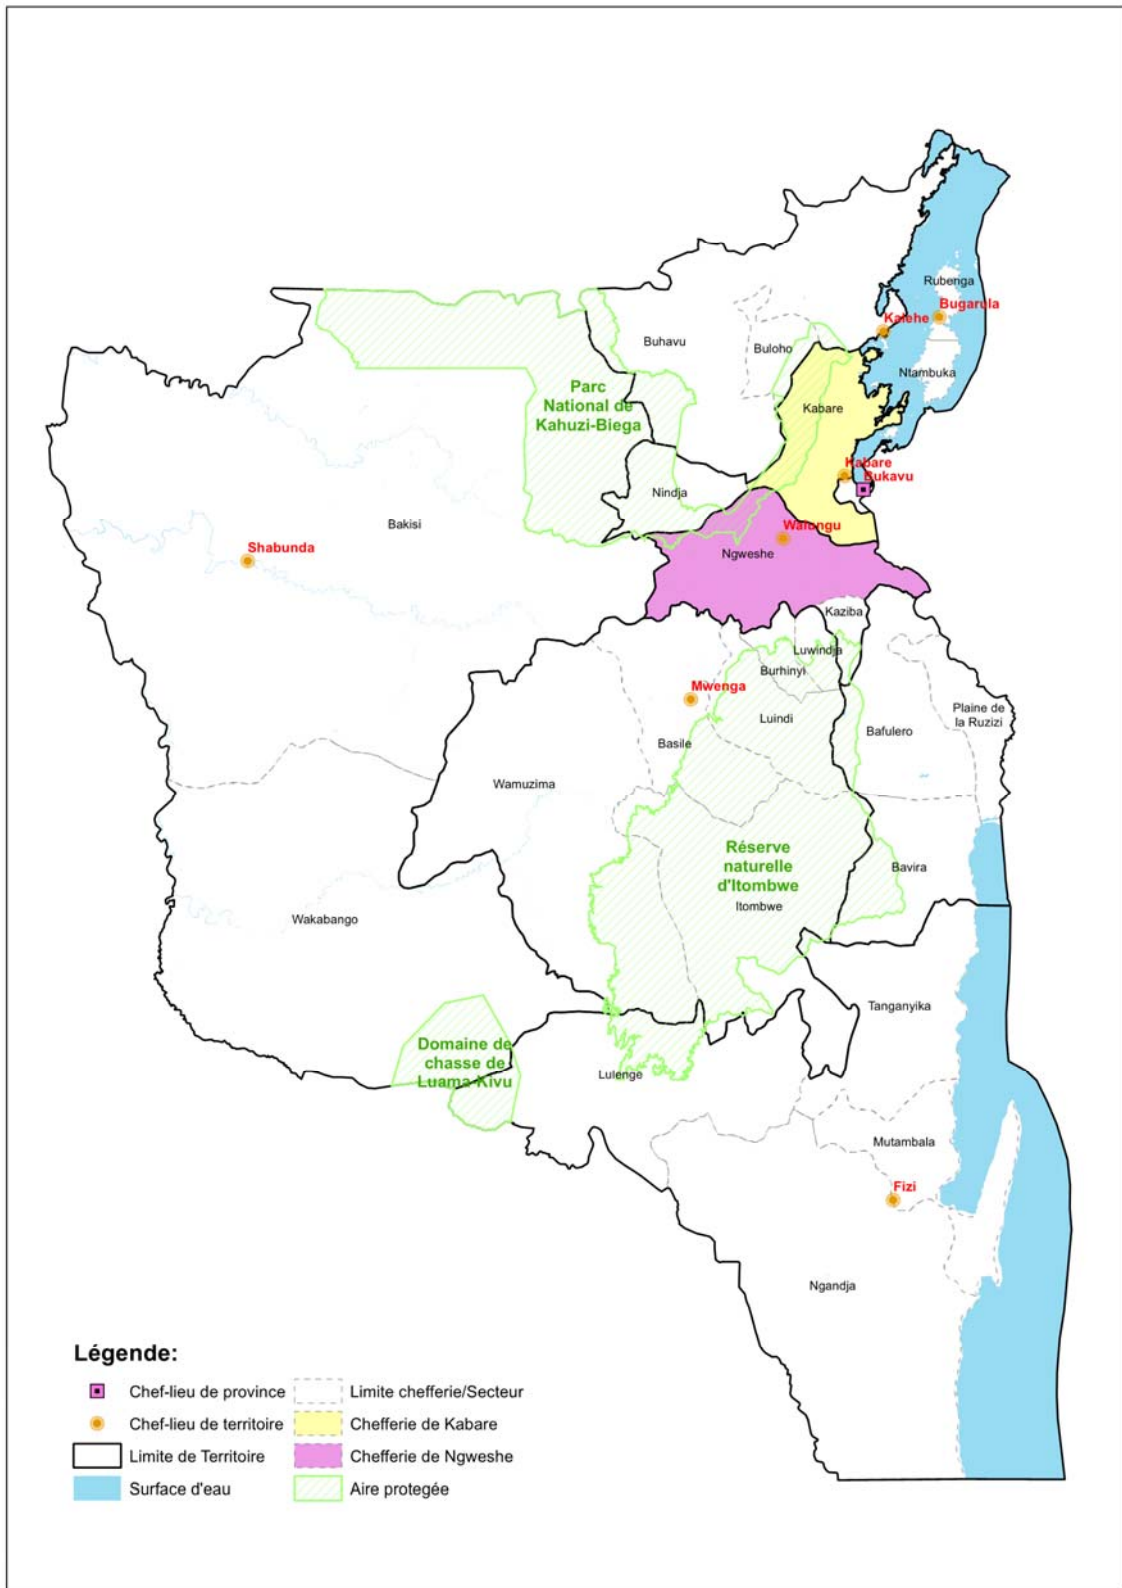 Rubenga
Bugarula
Kalehe
Buhavu
Buloho
Ntambuka
Parc
National de
Kahuzi-Biega
Kabare
Kabare
Bukavu
Nindja
Bakisi
Walungu
Shabunda
Ngweshe
Kaziba
Luwindja
Burhinyi
Mwenga
Plaine de
la Ruzizi
Luindi
Bafulero
Basile
Wamuzima
Réserve
naturelle
d'Itombwe
Bavira
Itombwe
Wakabango
Tanganyika
Domaine de
chasse de
Luama-Kivu
Lulenge
Mutambala
Fizi
Ngandja
Légende:
Chef-lieu de province
Limite chefferie/Secteur
Chef-lieu de territoire
Chefferie de Kabare
Limite de Territoire
Chefferie de Ngweshe
Surface d'eau
Aire protegée